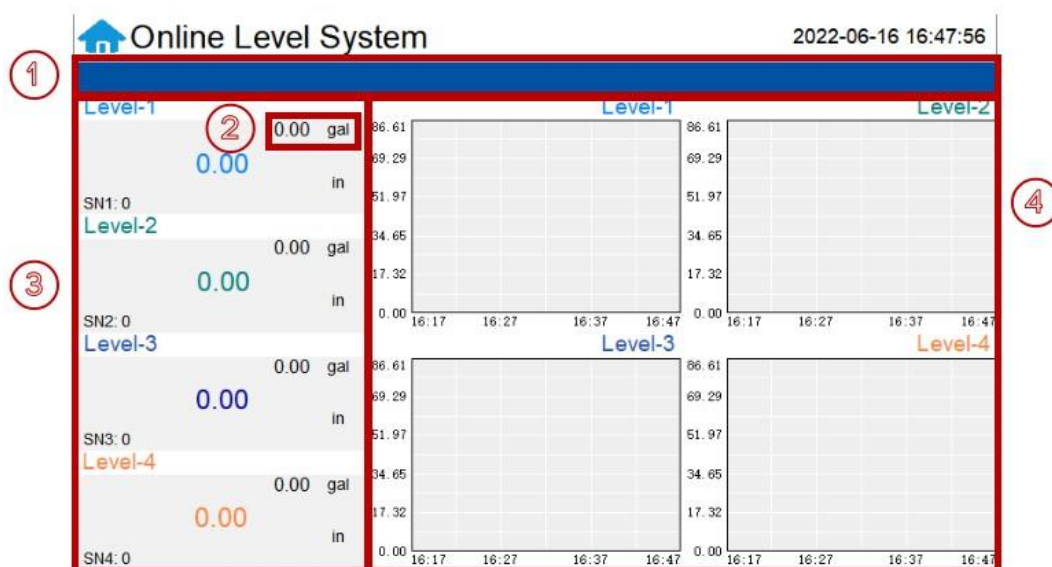 Online Level System
2022-06-16 16:47:56
1
Level-1
2
0.00 gal
0.00
in
SN1: 0
Level-2
0.00 gal
0.00
in
SN2: 0
3
Level-3
0.00 gal
0.00
in
SN3: 0
Level-4
0.00 gal
0.00
in
SN4: 0
Level-1
86.61
69.29
51.97
34.65
17.32
0.00
16:17 16:27 16:37 16:47
Level-2
86.61
69.29
51.97
34.65
17.32
0.00
16:17 16:27 16:37 16:47
4
Level-3
86.61
69.29
51.97
34.65
17.32
0.00
16:17 16:27 16:37 16:47
Level-4
86.61
69.29
51.97
34.65
17.32
0.00
16:17 16:27 16:37 16:47